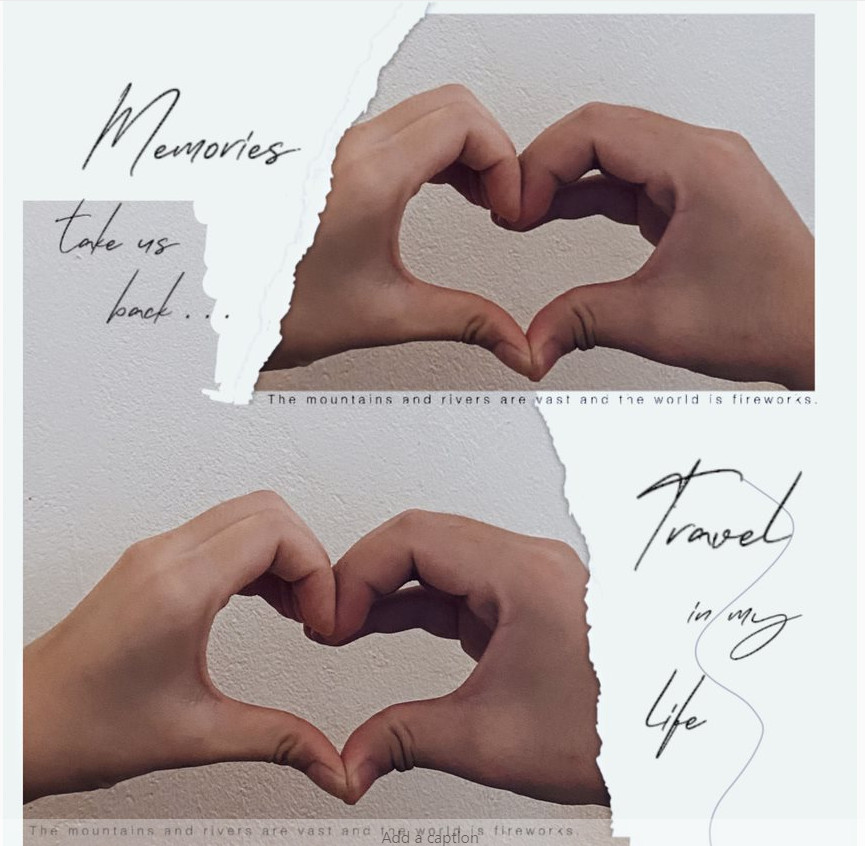 Memories
take us
back...
The mountains and rivers are vast and the world is fireworks.
Travel
in my
life
The mountains and rivers are vast and the world is fireworks.
Add a caption